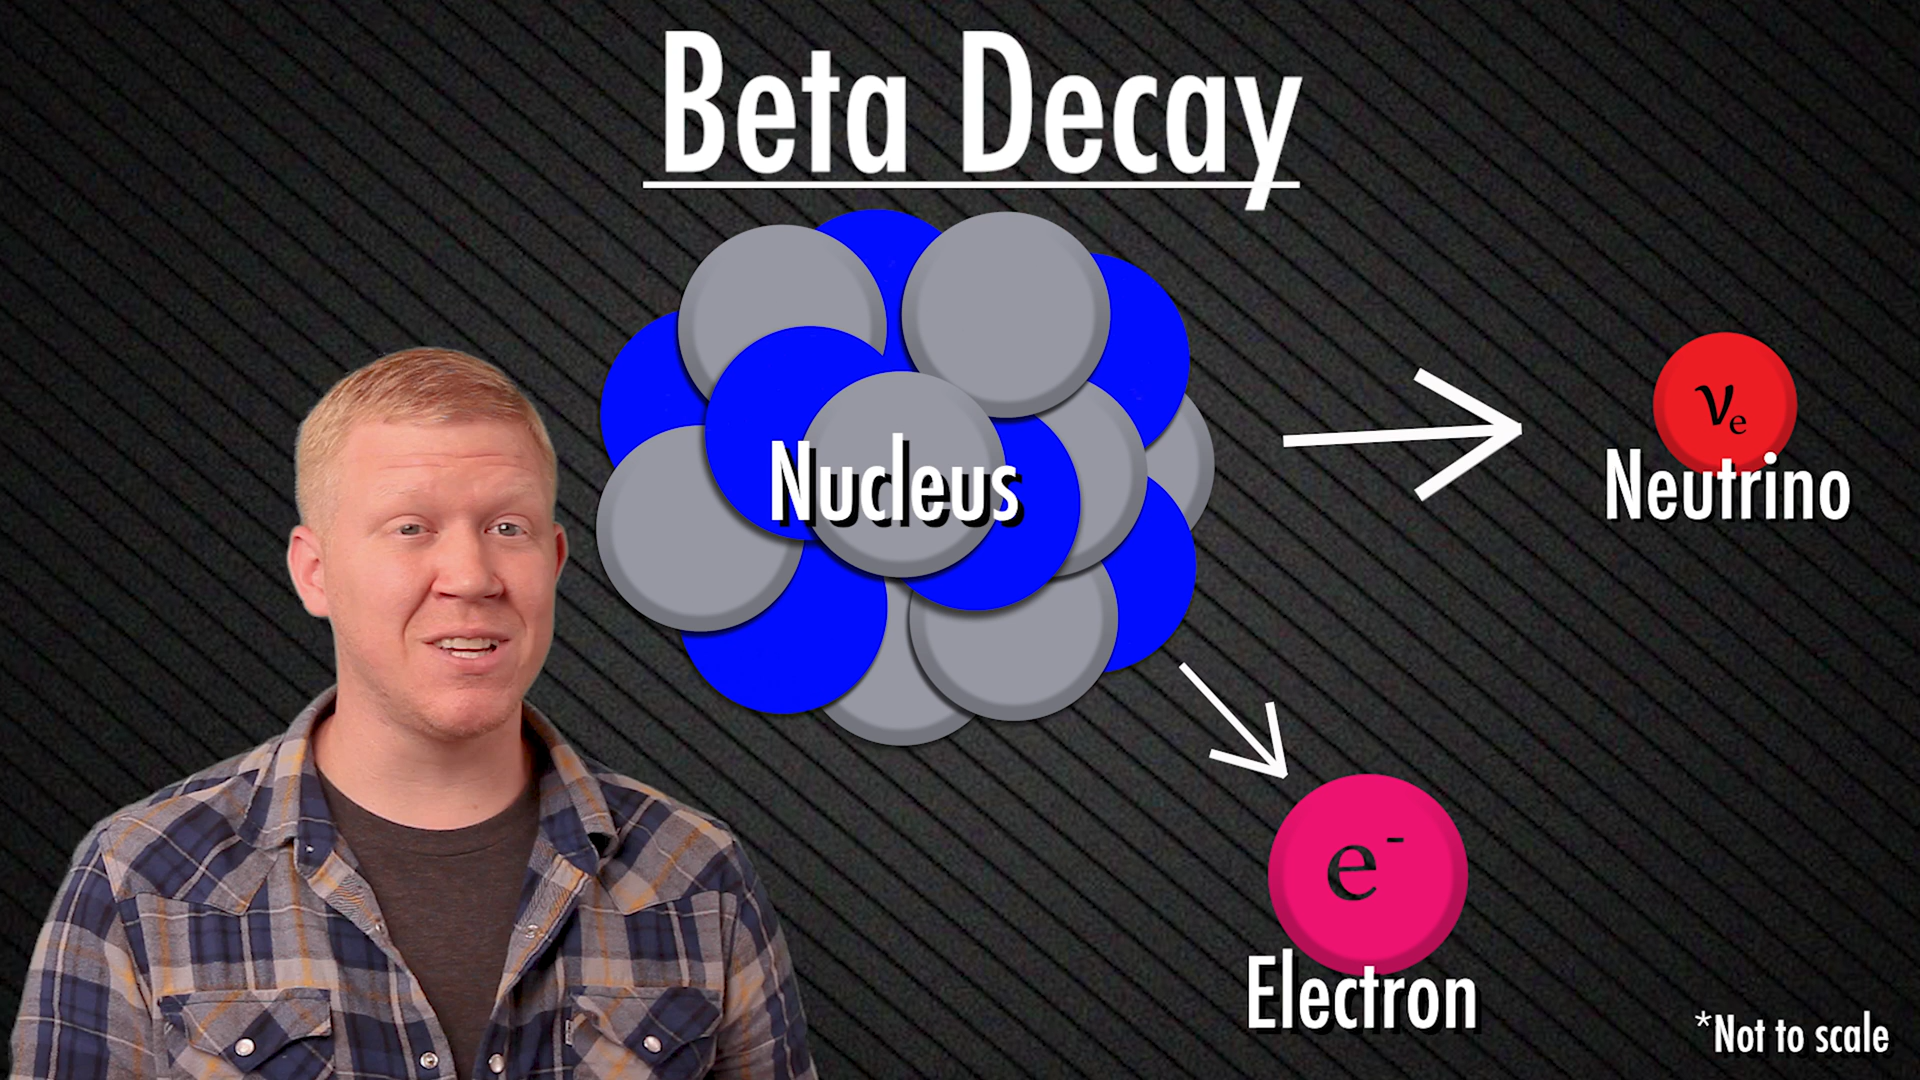 Beta Decay
Nucleus
νe
Neutrino
e-
Electron
*Not to scale